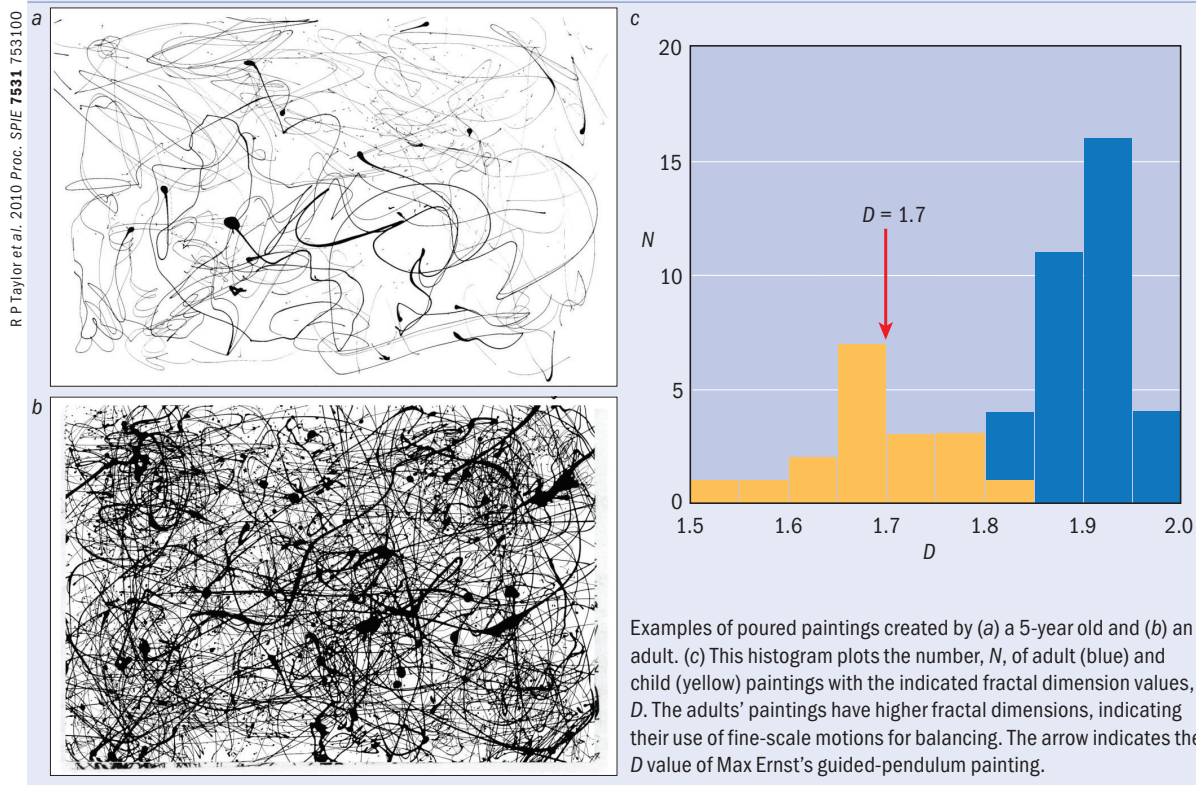 R P Taylor et al. 2010 Proc. SPIE 7531 753100
a
b
c
20
15
10
5
0
N
D = 1.7
1.5 1.6 1.7 1.8 1.9 2.0
D
Examples of poured paintings created by (a) a 5-year old and (b) an
adult. (c) This histogram plots the number, N, of adult (blue) and
child (yellow) paintings with the indicated fractal dimension values,
D. The adults' paintings have higher fractal dimensions, indicating
their use of fine-scale motions for balancing. The arrow indicates the
D value of Max Ernst's guided-pendulum painting.